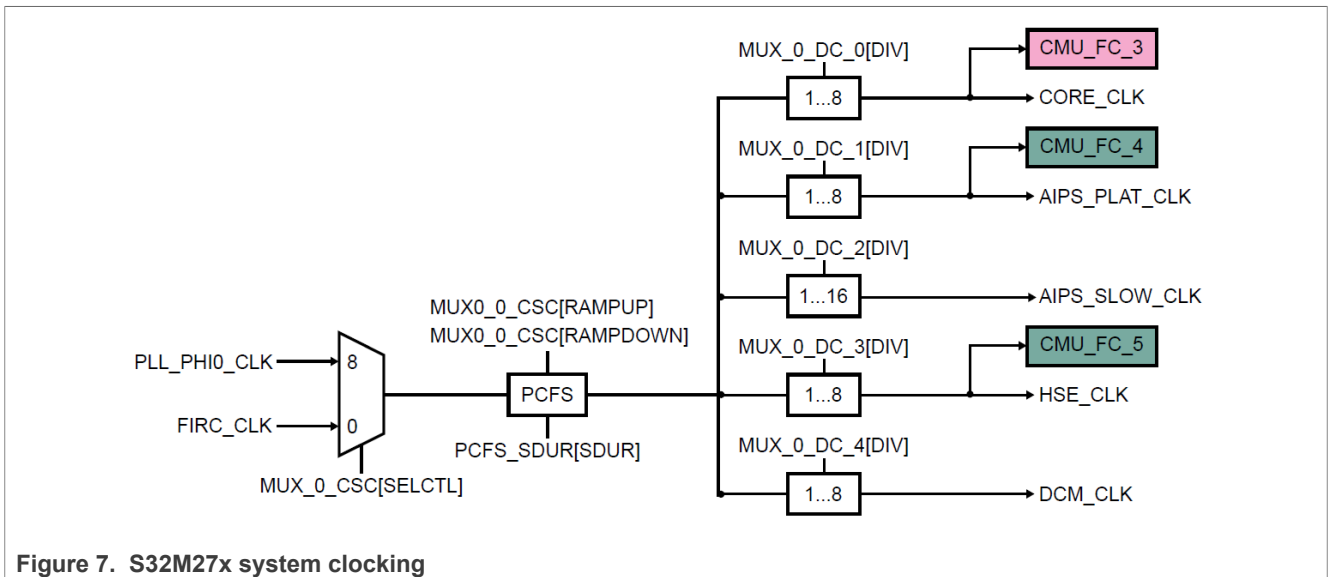 MUX_0_DC_0[DIV]
CMU_FC_3
1...8
CORE_CLK
MUX_0_DC_1[DIV]
CMU_FC_4
1...8
AIPS_PLAT_CLK
MUX_0_DC_2[DIV]
1...16
AIPS_SLOW_CLK
MUX0_0_CSC[RAMPUP]
MUX0_0_CSC[RAMPDOWN]
MUX_0_DC_3[DIV]
CMU_FC_5
PLL_PHI0_CLK
8
PCFS
1...8
HSE_CLK
FIRC_CLK
0
PCFS_SDUR[SDUR]
MUX_0_DC_4[DIV]
MUX_0_CSC[SELCTL]
1...8
DCM_CLK
Figure 7. S32M27x system clocking